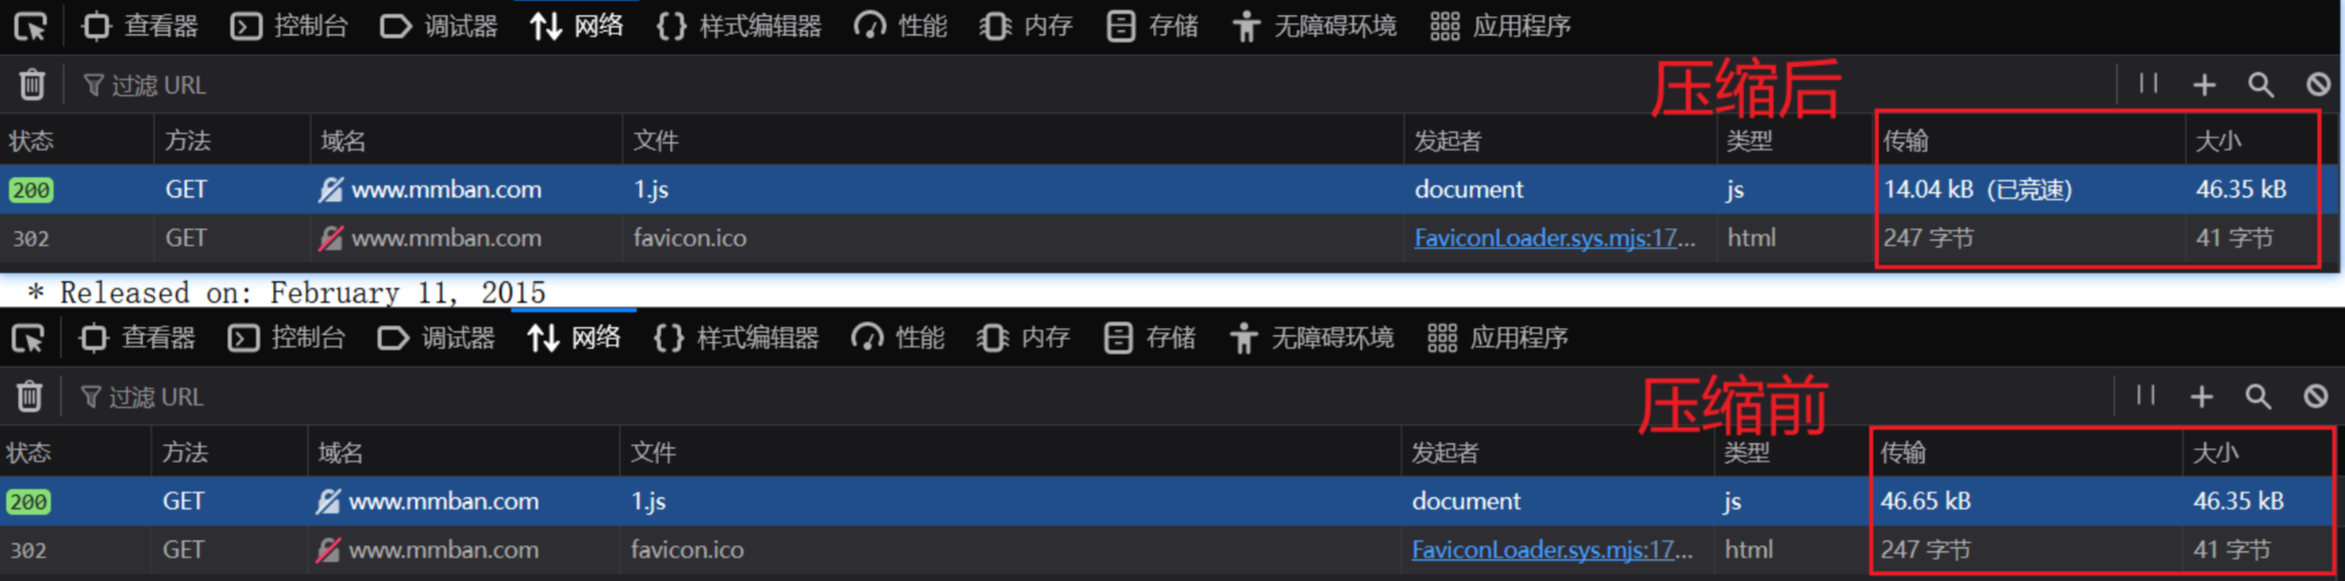 查看器 控制台 调试器 网络 {} 样式编辑器 性能 内存 存储 无障碍环境 应用程序
过滤 URL
压缩后
状态 方法 域名 文件 发起者 类型 传输 大小
200 GET www.mmban.com 1.js document js 14.04 kB（已竞速） 46.35 kB
302 GET www.mmban.com favicon.ico FaviconLoader.sys.mjs:17... html 247 字节 41 字节
* Released on: February 11, 2015
查看器 控制台 调试器 网络 {} 样式编辑器 性能 内存 存储 无障碍环境 应用程序
过滤 URL
压缩前
状态 方法 域名 文件 发起者 类型 传输 大小
200 GET www.mmban.com 1.js document js 46.65 kB 46.35 kB
302 GET www.mmban.com favicon.ico FaviconLoader.sys.mjs:17... html 247 字节 41 字节